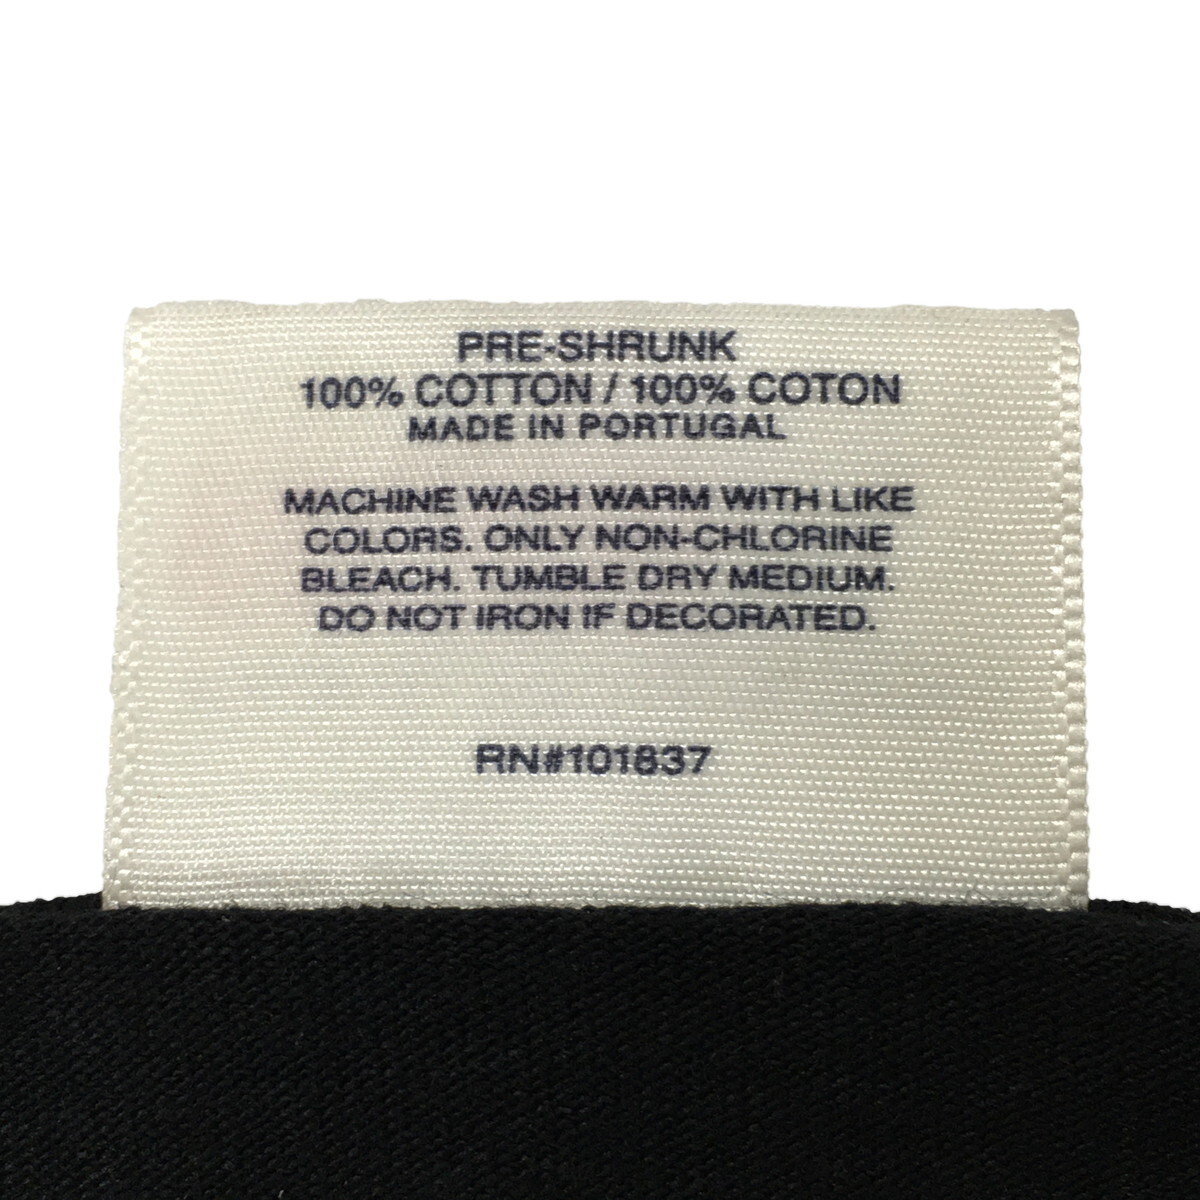 PRE-SHRUNK
100% COTTON / 100% COTON
MADE IN PORTUGAL
MACHINE WASH WARM WITH LIKE
COLORS. ONLY NON-CHLORINE
BLEACH. TUMBLE DRY MEDIUM.
DO NOT IRON IF DECORATED.
RN#101837